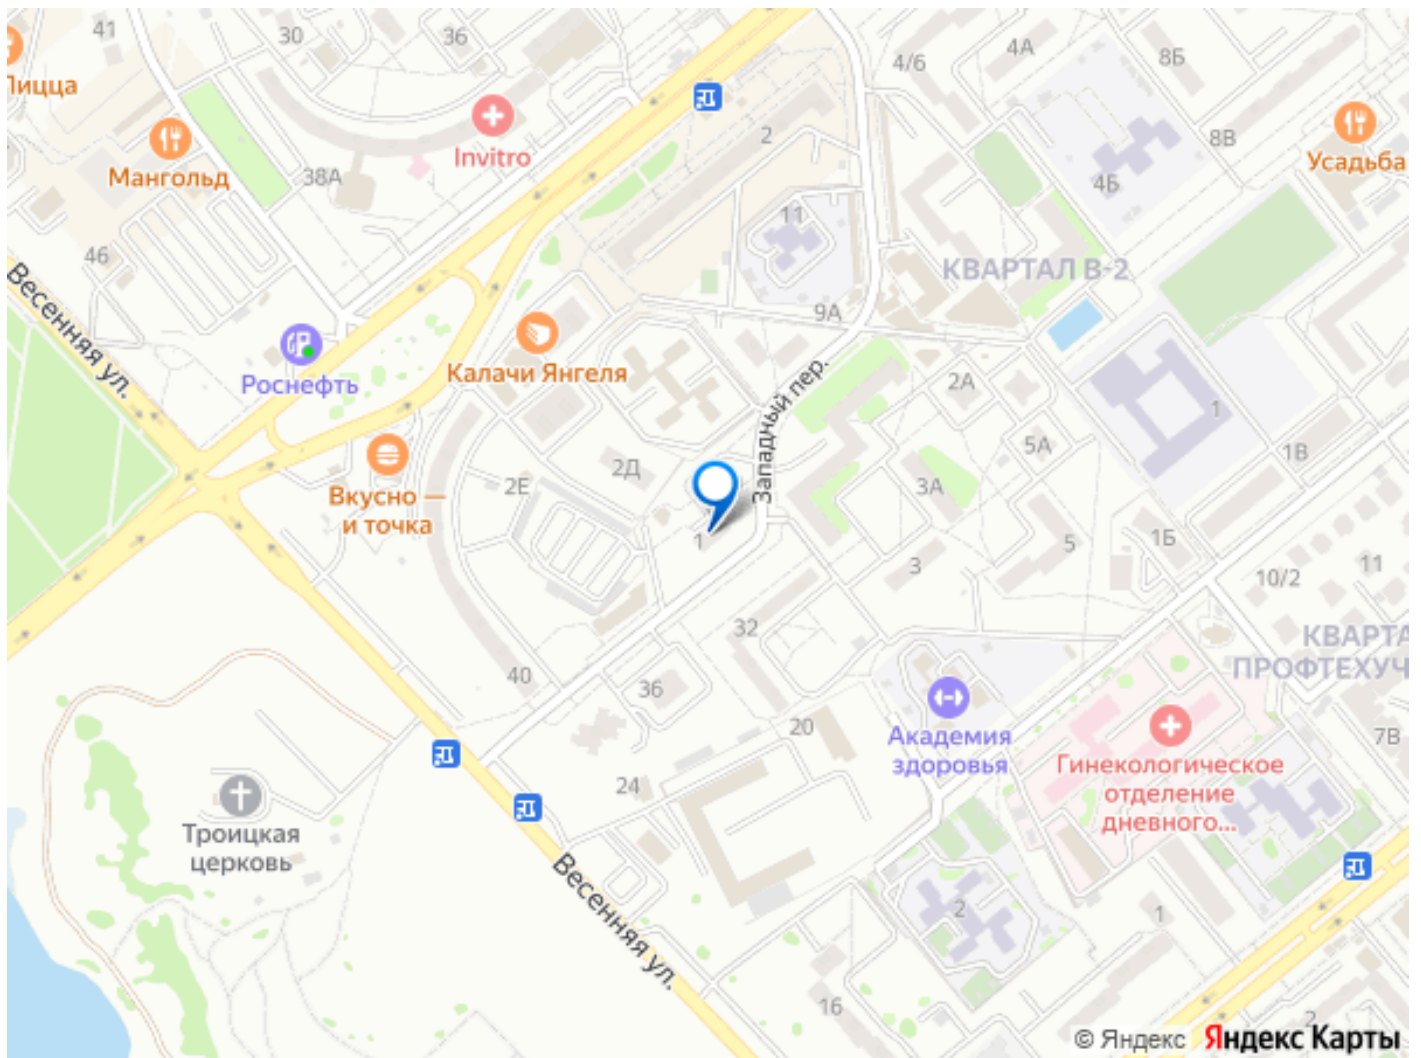 41
30
36
4А
8Б
4/6
Пицца
2
Invitro
8В
Усадьба
Мангольд
38А
4Б
11
46
КВАРТАЛ В-2
Весенняя ул.
9А
Роснефть
Калачи Янгеля
2А
Западный пер.
1
5А
1В
2Д
2Е
3А
Вкусно —
и точка
1
5
1Б
3
11
10/2
32
КВАРТА
ПРОФТЕХУЧ
40
36
20
Академия
здоровья
7В
Гинекологическое
отделение
дневного...
24
Троицкая
церковь
Весенняя ул.
2
1
16
2
© Яндекс Яндекс Карты